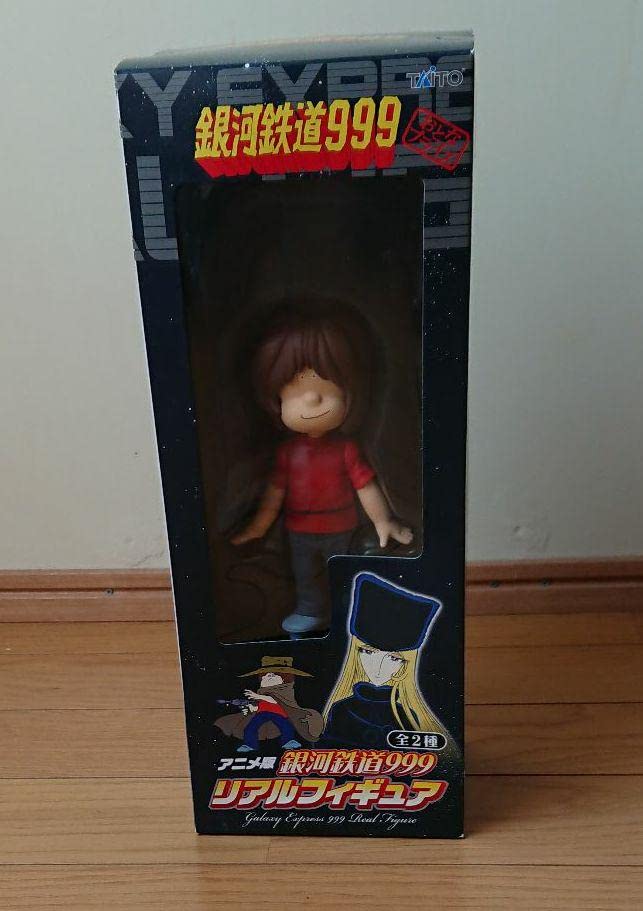 TAITO
銀河鉄道999
全2種
アニメ版 銀河鉄道999
リアルフィギュア
Galaxy Express 999 Real Figure